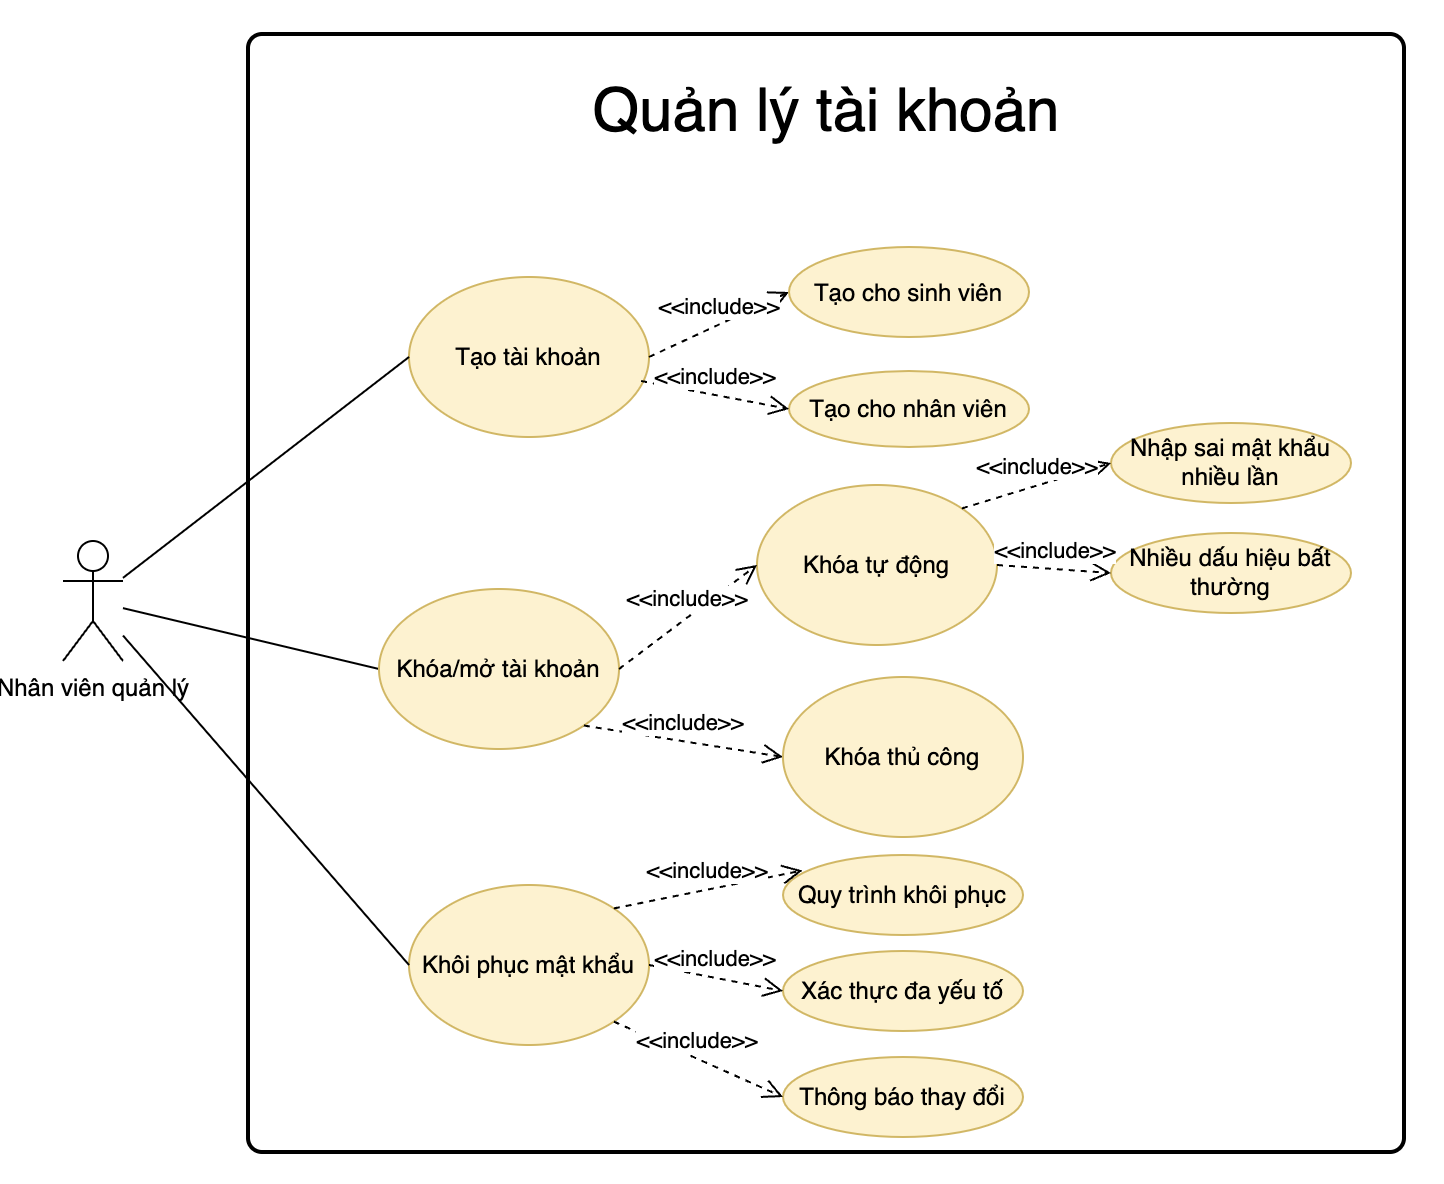 Quản lý tài khoản
Tạo cho sinh viên
<<include>>
Tạo tài khoản
<<include>>
Tạo cho nhân viên
Nhập sai mật khẩu
nhiều lần
<<include>>
Khóa tự động
<<include>>
Nhiều dấu hiệu bất
thường
<<include>>
Khóa/mở tài khoản
Nhân viên quản lý
<<include>>
Khóa thủ công
<<include>>
Quy trình khôi phục
Khôi phục mật khẩu
<<include>>
Xác thực đa yếu tố
<<include>>
Thông báo thay đổi